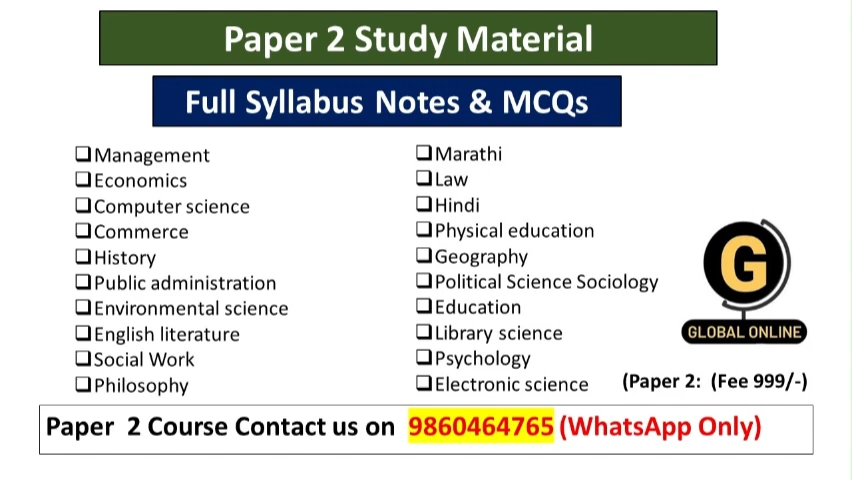 Paper 2 Study Material
Full Syllabus Notes & MCQs
❑Management
❑Economics
❑Computer science
❑Commerce
❑History
❑Public administration
❑Environmental science
❑English literature
❑Social Work
❑Philosophy
❑Marathi
❑Law
❑Hindi
❑Physical education
❑Geography
❑Political Science Sociology
❑Education
❑Library science
❑Psychology
❑Electronic science
G
GLOBAL ONLINE
(Paper 2: (Fee 999/-)
Paper 2 Course Contact us on 9860464765 (WhatsApp Only)